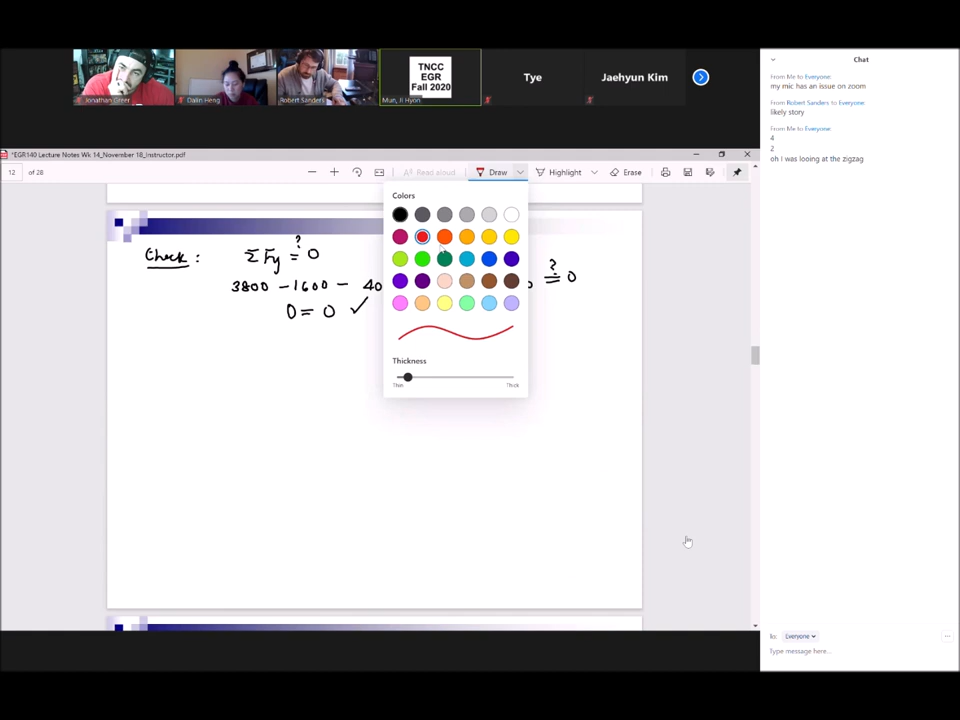 TNCC
EGR
Fall 2020
Tye
Jaehyun Kim
Jonathan Greer
Dalin Heng
Robert Sanders
Mun, Ji Hyon
*EGR140 Lecture Notes Wk 14_November 18_Instructor.pdf
12 of 28
Read aloud
Draw
Highlight
Erase
Colors
Check : ΣFy ?= 0
3800 - 1600 - 40
0 ?= 0
0 = 0 ✓
Thickness
Thin
Thick
Chat
From Me to Everyone:
my mic has an issue on zoom
From Robert Sanders to Everyone:
likely story
From Me to Everyone:
4
2
oh I was looing at the zigzag
To: Everyone
Type message here...